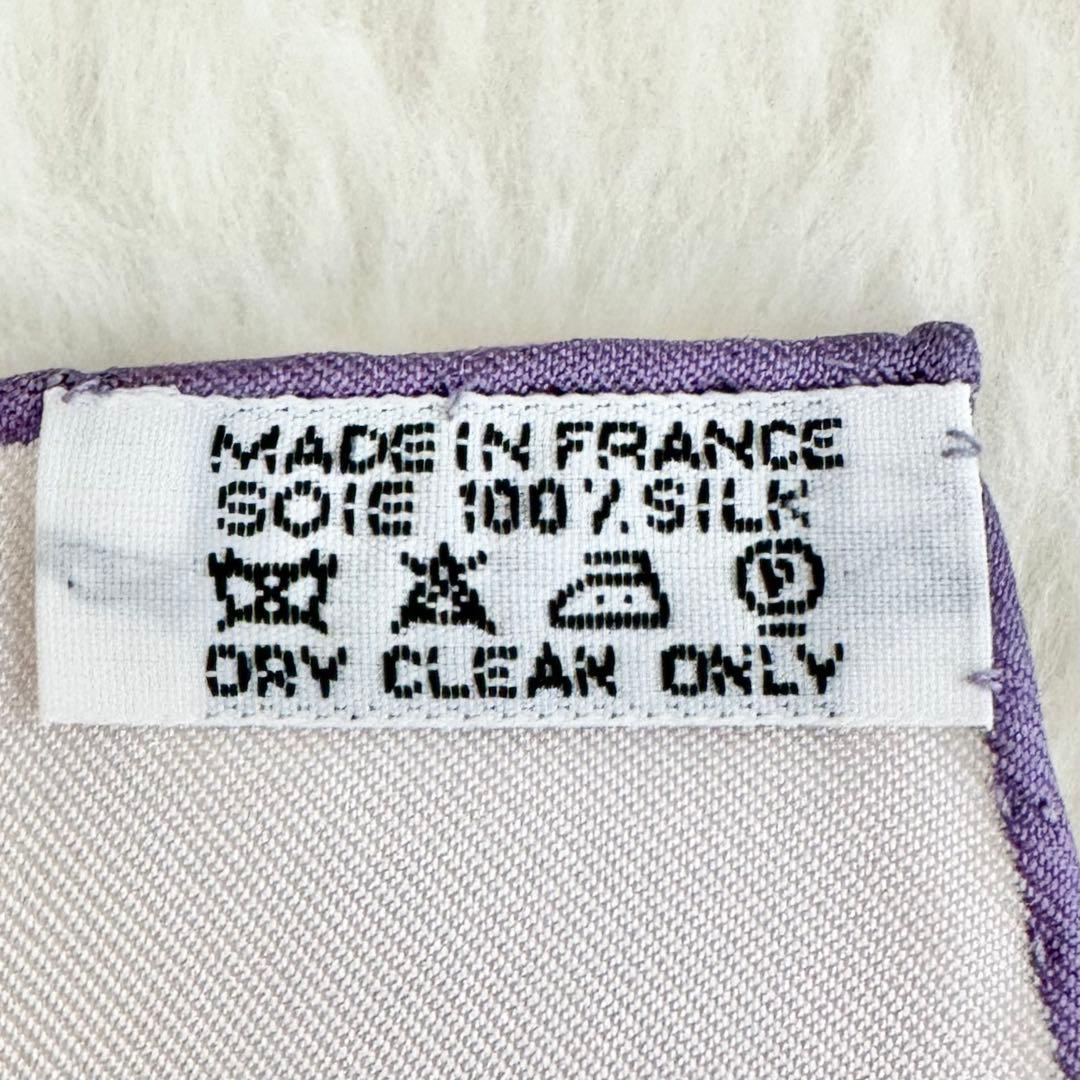 MADE IN FRANCE
SOIE 100% SILK
P
DRY CLEAN ONLY